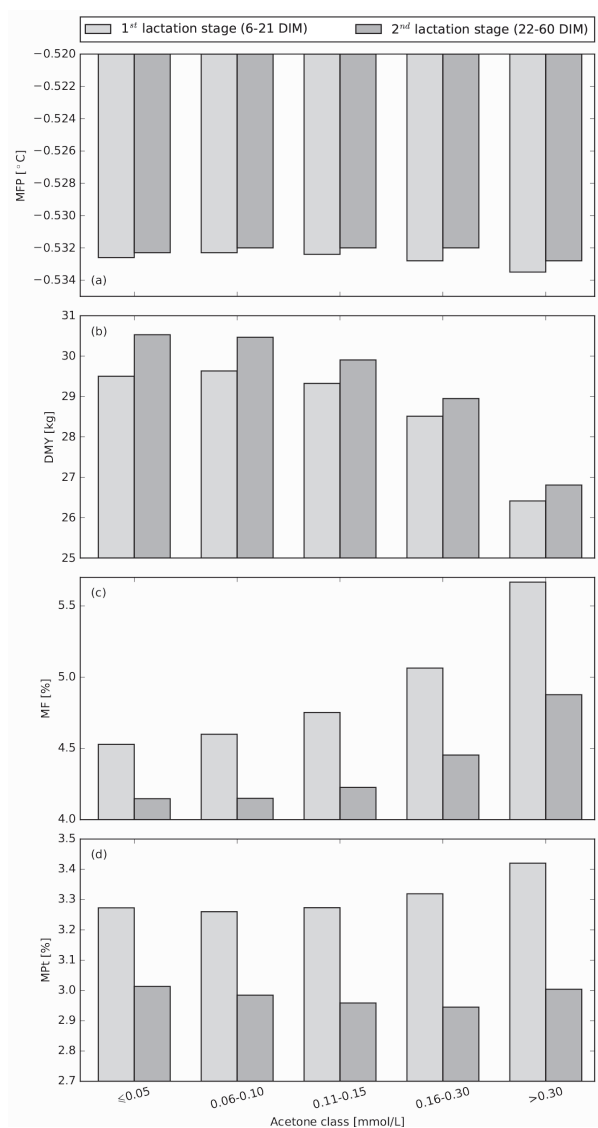 1st lactation stage (6-21 DIM) 2nd lactation stage (22-60 DIM)
−0.520
−0.522
−0.524
−0.526
−0.528
−0.530
−0.532
−0.534
MFP [°C]
(a)
31
30
29
28
27
26
25
DMY [kg]
(b)
5.5
5.0
4.5
4.0
MF [%]
(c)
3.5
3.4
3.3
3.2
3.1
3.0
2.9
2.8
2.7
MPt [%]
(d)
⩽0.05 0.06-0.10 0.11-0.15 0.16-0.30 >0.30
Acetone class [mmol/L]